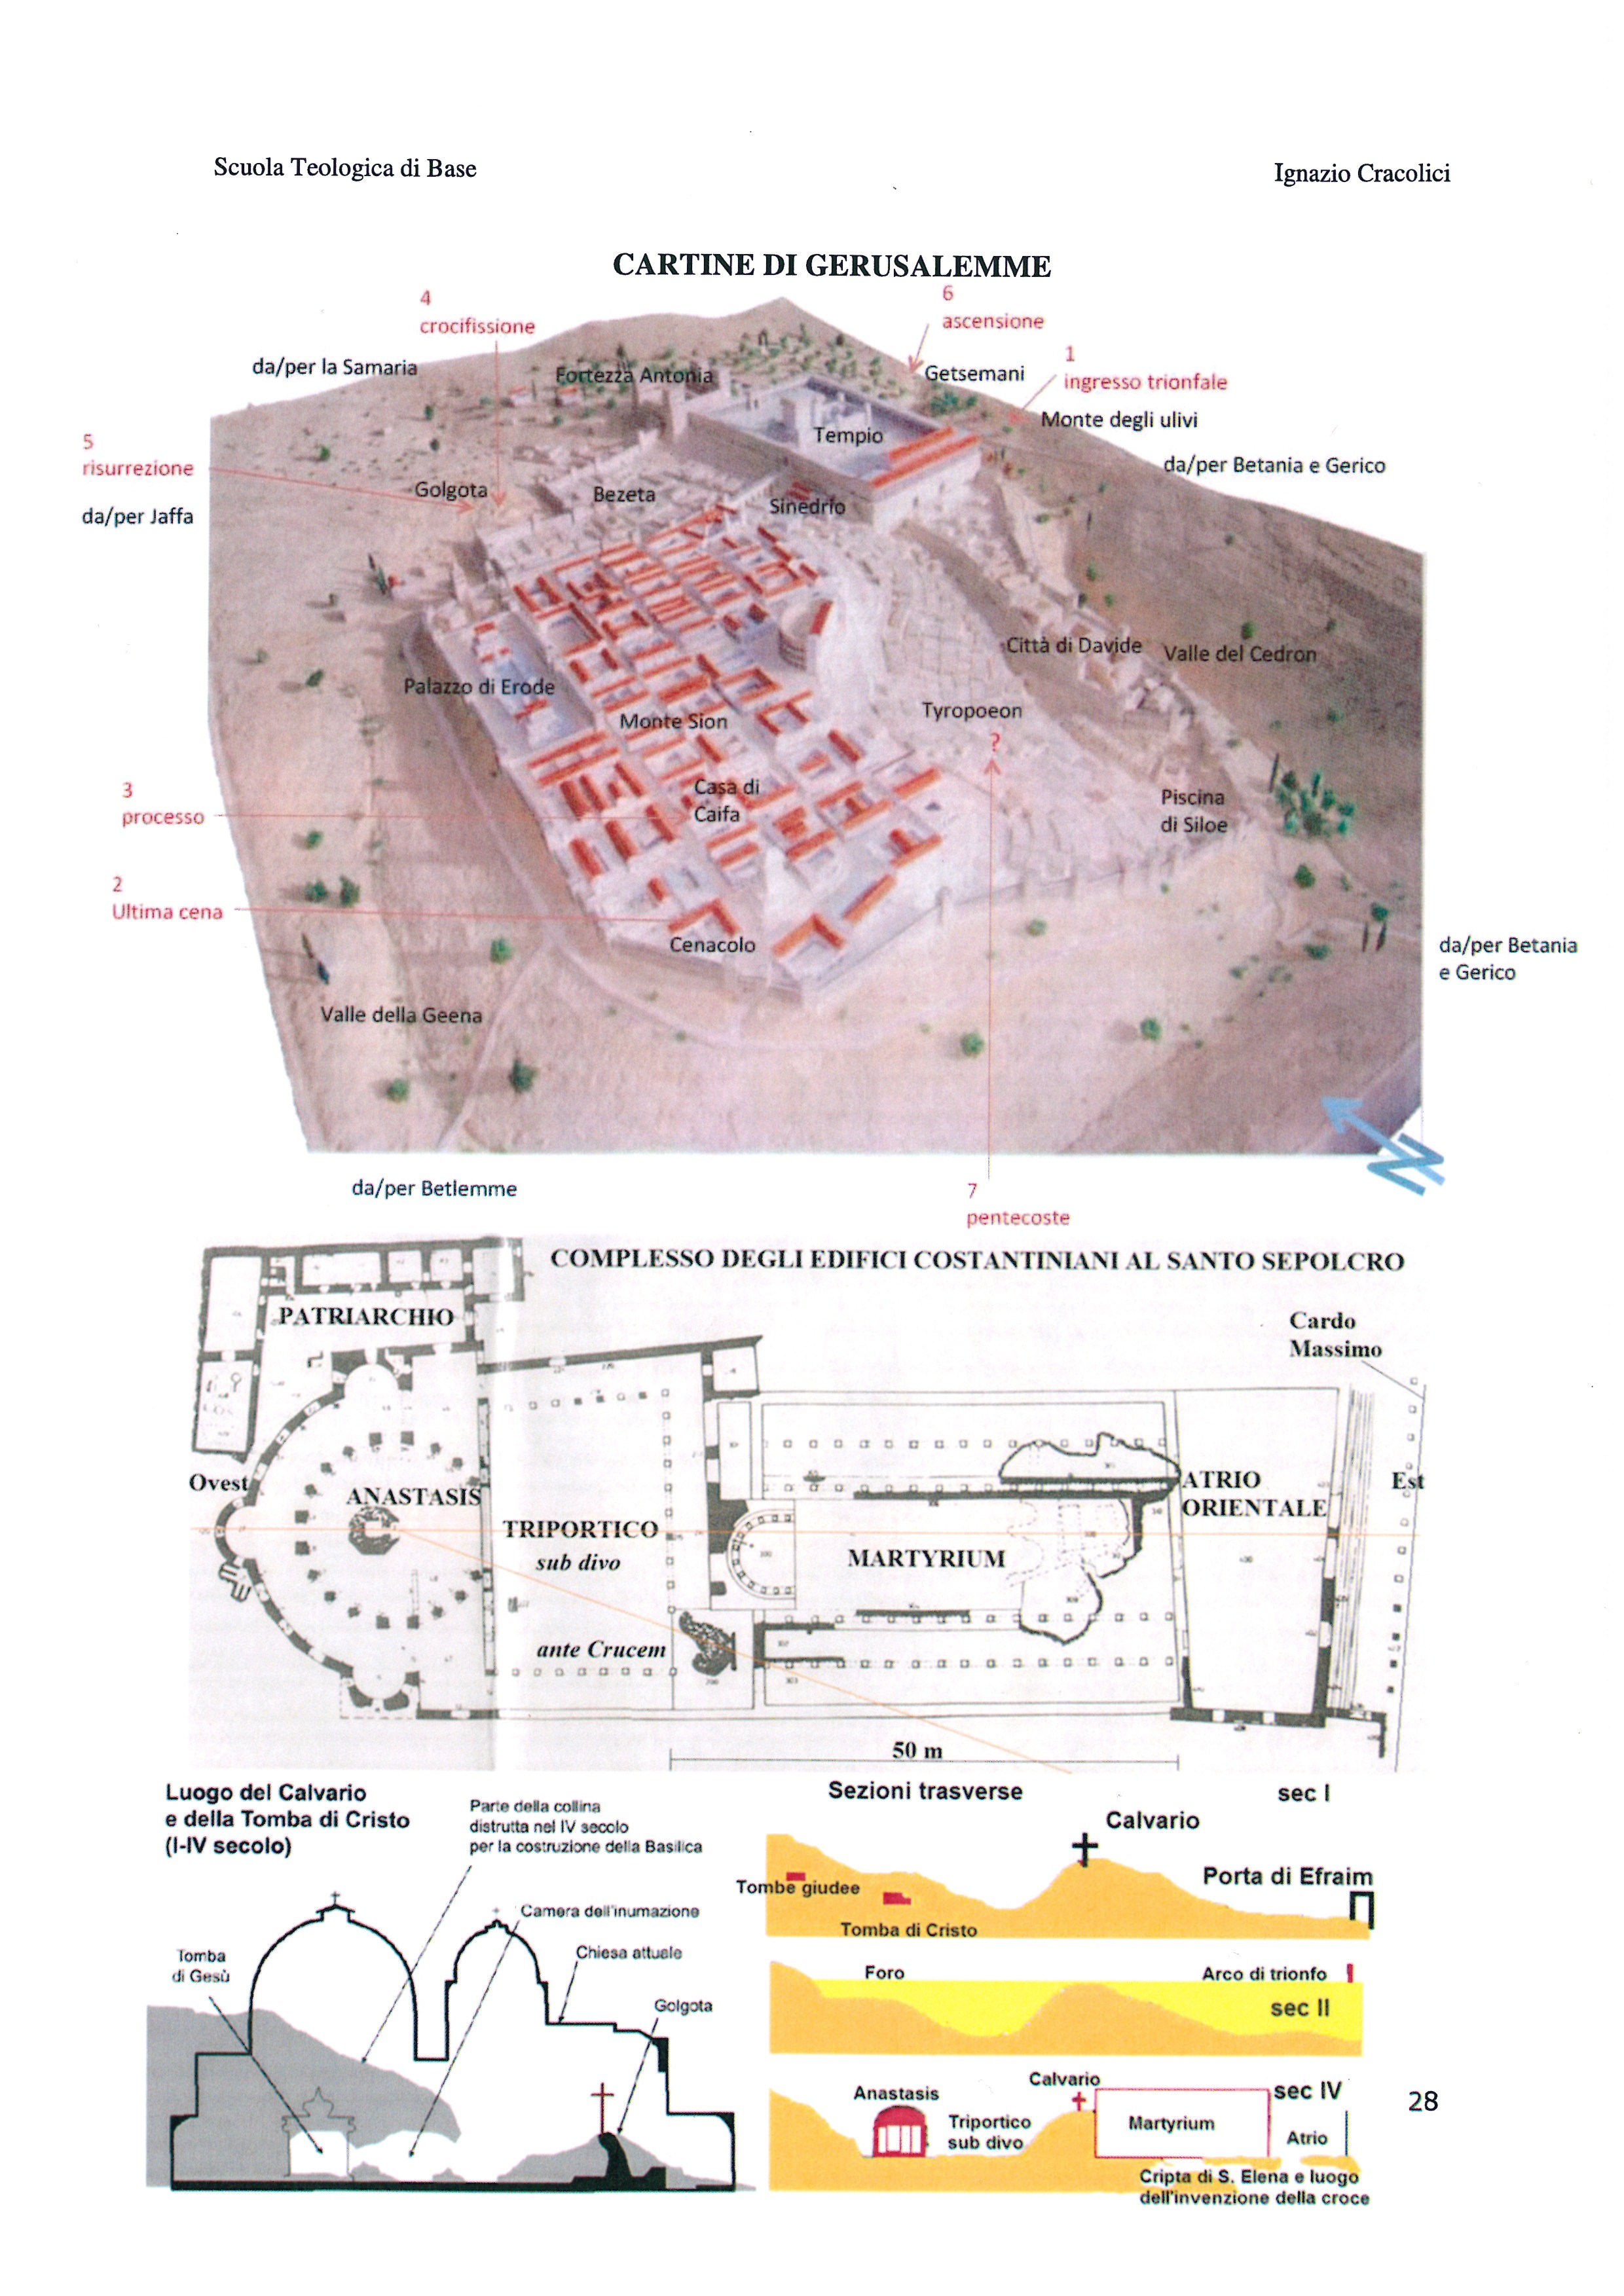 Scuola Teologica di Base
Ignazio Cracolici
CARTINE DI GERUSALEMME
4
crocifissione
6
ascensione
da/per la Samaria
Fortezza Antonia
Getsemani
1
ingresso trionfale
Monte degli ulivi
Tempio
5
risurrezione
da/per Betania e Gerico
Golgota
Bezeta
Sinedrio
da/per Jaffa
Città di Davide
Valle del Cedron
Palazzo di Erode
Monte Sion
Tyropoeon
?
3
processo
Casa di
Caifa
Piscina
di Siloe
2
Ultima cena
Cenacolo
da/per Betania
e Gerico
Valle della Geena
N
da/per Betlemme
7
pentecoste
COMPLESSO DEGLI EDIFICI COSTANTINIANI AL SANTO SEPOLCRO
PATRIARCHIO
Cardo
Massimo
Ovest
ANASTASIS
ATRIO
ORIENTALE
Est
TRIPORTICO
sub divo
MARTYRIUM
ante Crucem
50 m
Luogo del Calvario
e della Tomba di Cristo
(I-IV secolo)
Parte della collina
distrutta nel IV secolo
per la costruzione della Basilica
Camera dell'inumazione
Chiesa attuale
Tomba
di Gesù
Golgota
Sezioni trasverse
sec I
Calvario
Porta di Efraim
Tombe giudee
Tomba di Cristo
Foro
Arco di trionfo
sec II
Calvario
sec IV
Anastasis
Triportico
sub divo
Martyrium
Atrio
Cripta di S. Elena e luogo
dell'invenzione della croce
28